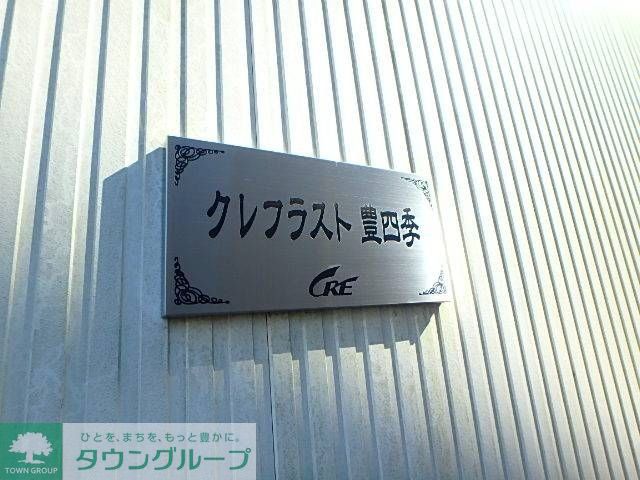 クレフラスト 豊四季
CRE
ひとを、まちを、もっと豊かに。
タウングループ
TOWN GROUP